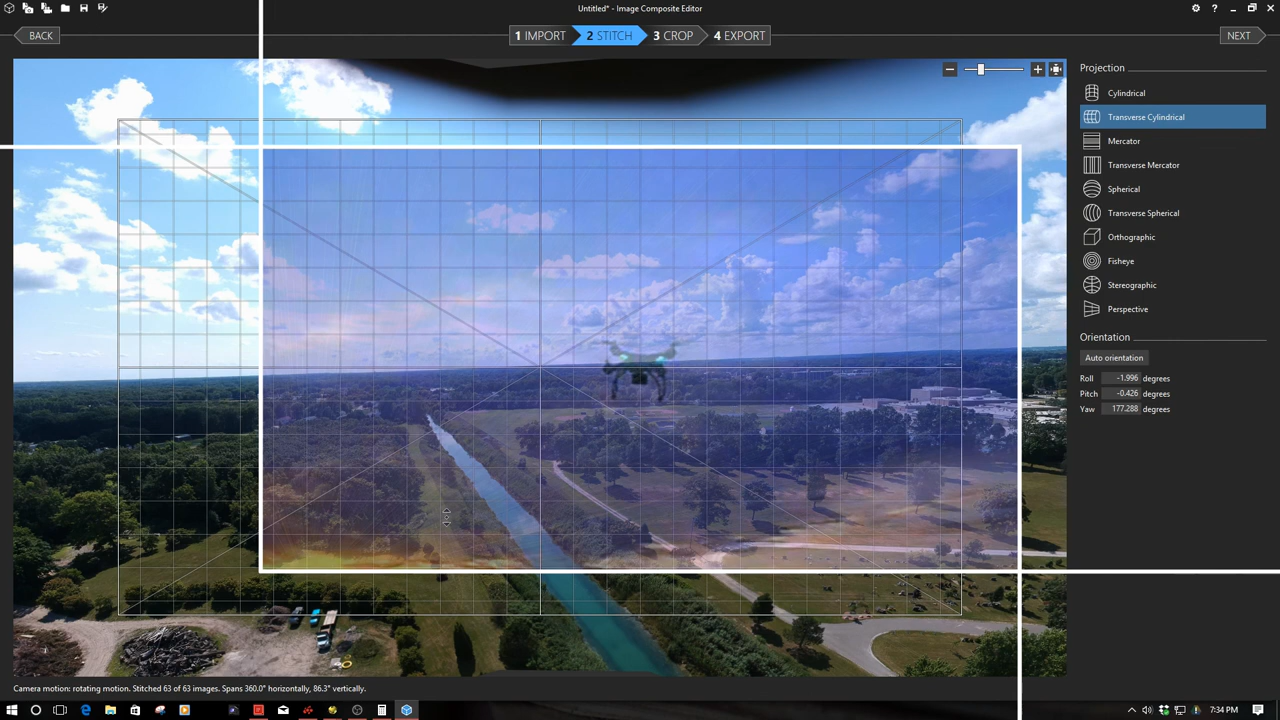 Untitled* - Image Composite Editor
BACK
1 IMPORT
2 STITCH
3 CROP
4 EXPORT
NEXT
Projection
Cylindrical
Transverse Cylindrical
Mercator
Transverse Mercator
Spherical
Transverse Spherical
Orthographic
Fisheye
Stereographic
Perspective
Orientation
Auto orientation
Roll -1.996 degrees
Pitch -0.426 degrees
Yaw 177.288 degrees
Camera motion: rotating motion. Stitched 63 of 63 images. Spans 360.0° horizontally, 86.3° vertically.
7:34 PM